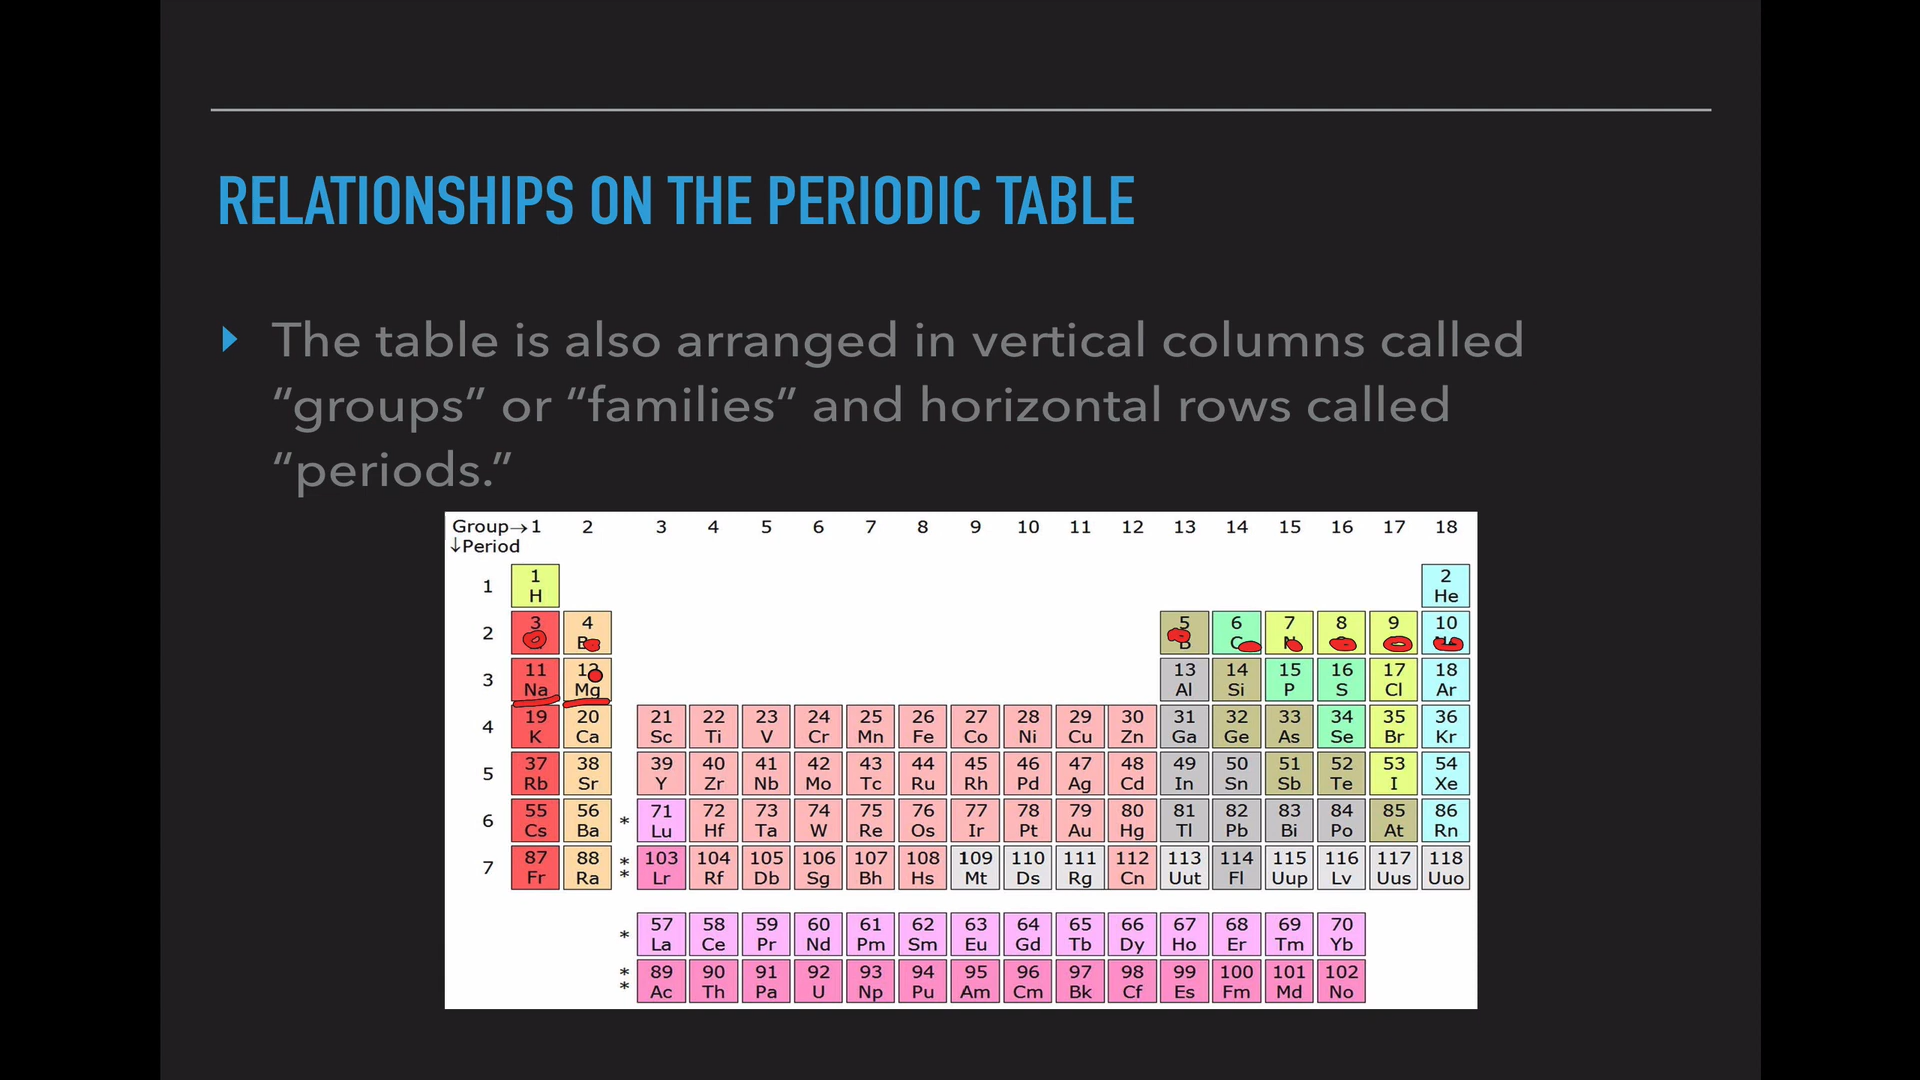 RELATIONSHIPS ON THE PERIODIC TABLE
The table is also arranged in vertical columns called
“groups” or “families” and horizontal rows called
“periods.”
Group→ 1 2 3 4 5 6 7 8 9 10 11 12 13 14 15 16 17 18
↓Period
1 1 2
H He
2 3 4 5 6 7 8 9 10
B C N
3 11 13 14 15 16 17 18
Na Mg Al Si P S Cl Ar
4 19 20 21 22 23 24 25 26 27 28 29 30 31 32 33 34 35 36
K Ca Sc Ti V Cr Mn Fe Co Ni Cu Zn Ga Ge As Se Br Kr
5 37 38 39 40 41 42 43 44 45 46 47 48 49 50 51 52 53 54
Rb Sr Y Zr Nb Mo Tc Ru Rh Pd Ag Cd In Sn Sb Te I Xe
6 55 56 * 71 72 73 74 75 76 77 78 79 80 81 82 83 84 85 86
Cs Ba Lu Hf Ta W Re Os Ir Pt Au Hg Tl Pb Bi Po At Rn
7 87 88 * * 103 104 105 106 107 108 109 110 111 112 113 114 115 116 117 118
Fr Ra Lr Rf Db Sg Bh Hs Mt Ds Rg Cn Uut Fl Uup Lv Uus Uuo
* 57 58 59 60 61 62 63 64 65 66 67 68 69 70
La Ce Pr Nd Pm Sm Eu Gd Tb Dy Ho Er Tm Yb
* * 89 90 91 92 93 94 95 96 97 98 99 100 101 102
Ac Th Pa U Np Pu Am Cm Bk Cf Es Fm Md No